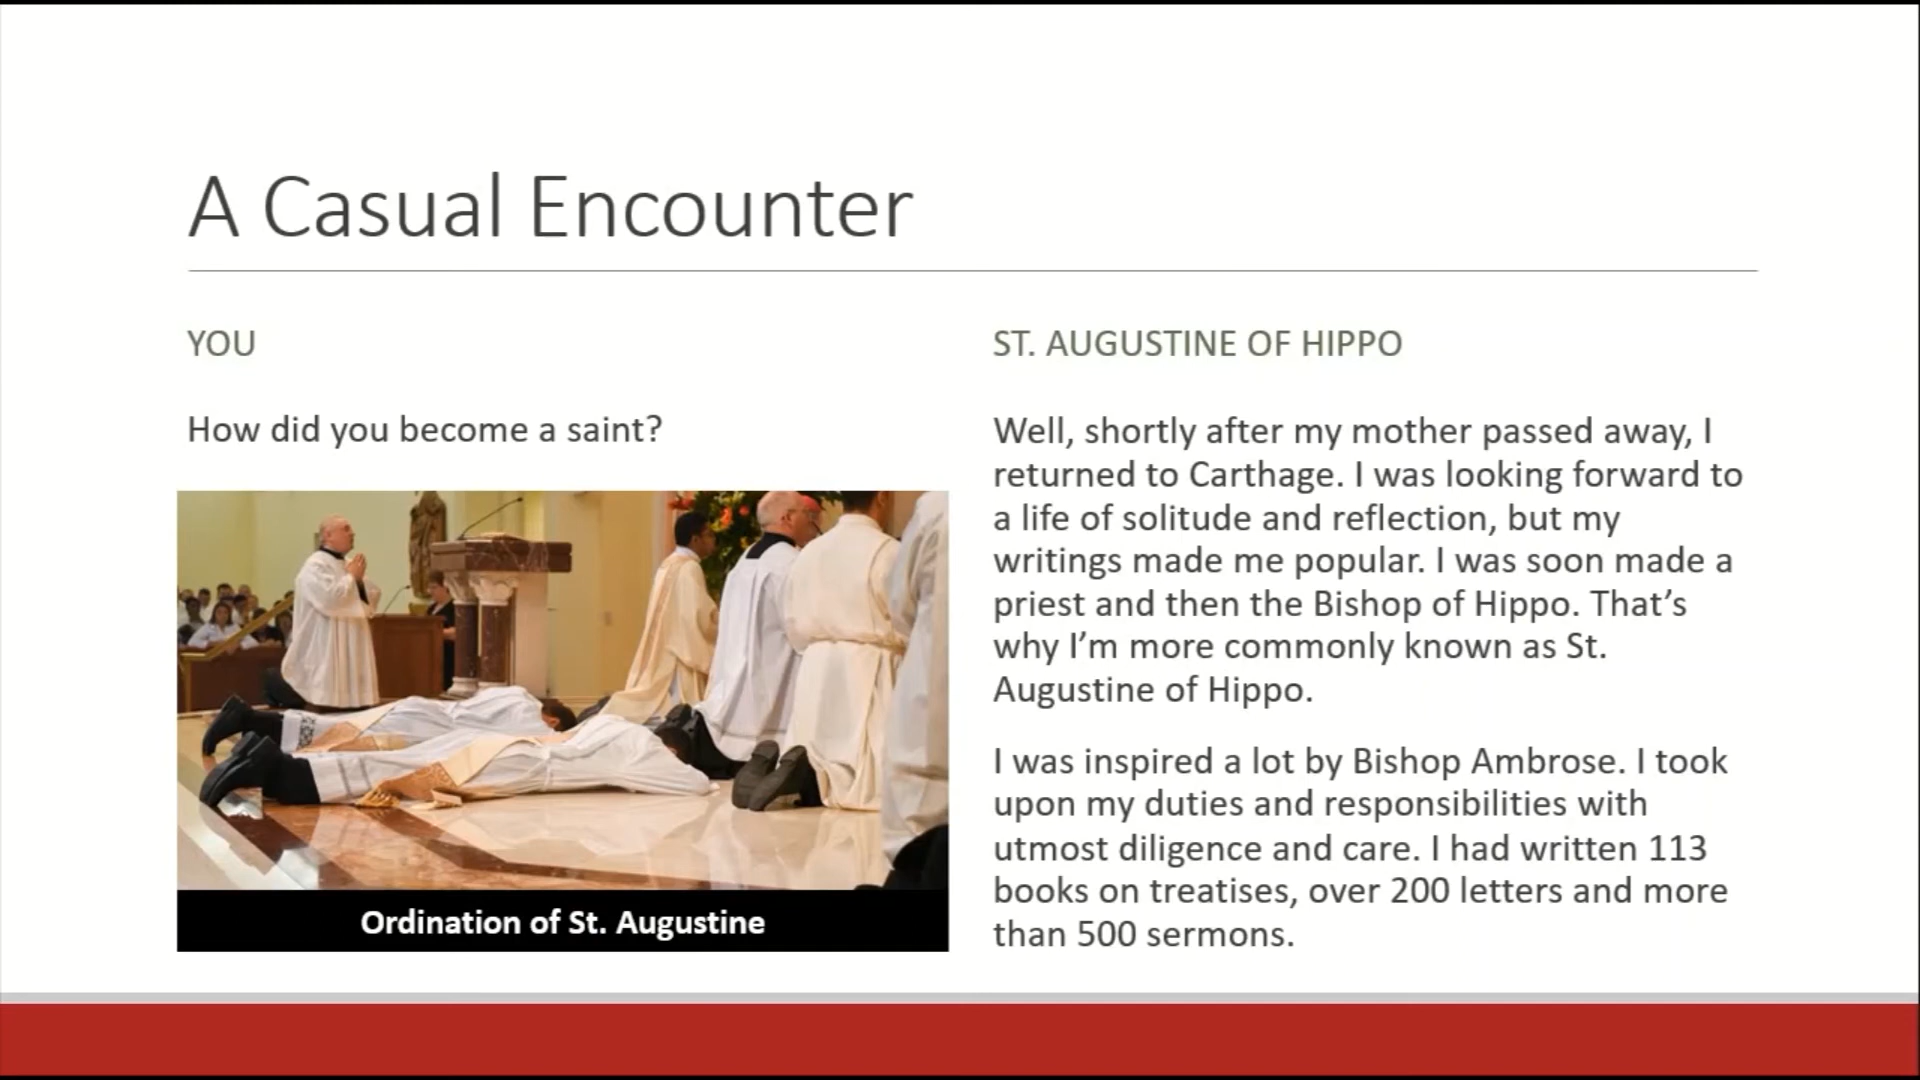 A Casual Encounter
YOU
How did you become a saint?
Ordination of St. Augustine
ST. AUGUSTINE OF HIPPO
Well, shortly after my mother passed away, I
returned to Carthage. I was looking forward to
a life of solitude and reflection, but my
writings made me popular. I was soon made a
priest and then the Bishop of Hippo. That’s
why I’m more commonly known as St.
Augustine of Hippo.
I was inspired a lot by Bishop Ambrose. I took
upon my duties and responsibilities with
utmost diligence and care. I had written 113
books on treatises, over 200 letters and more
than 500 sermons.